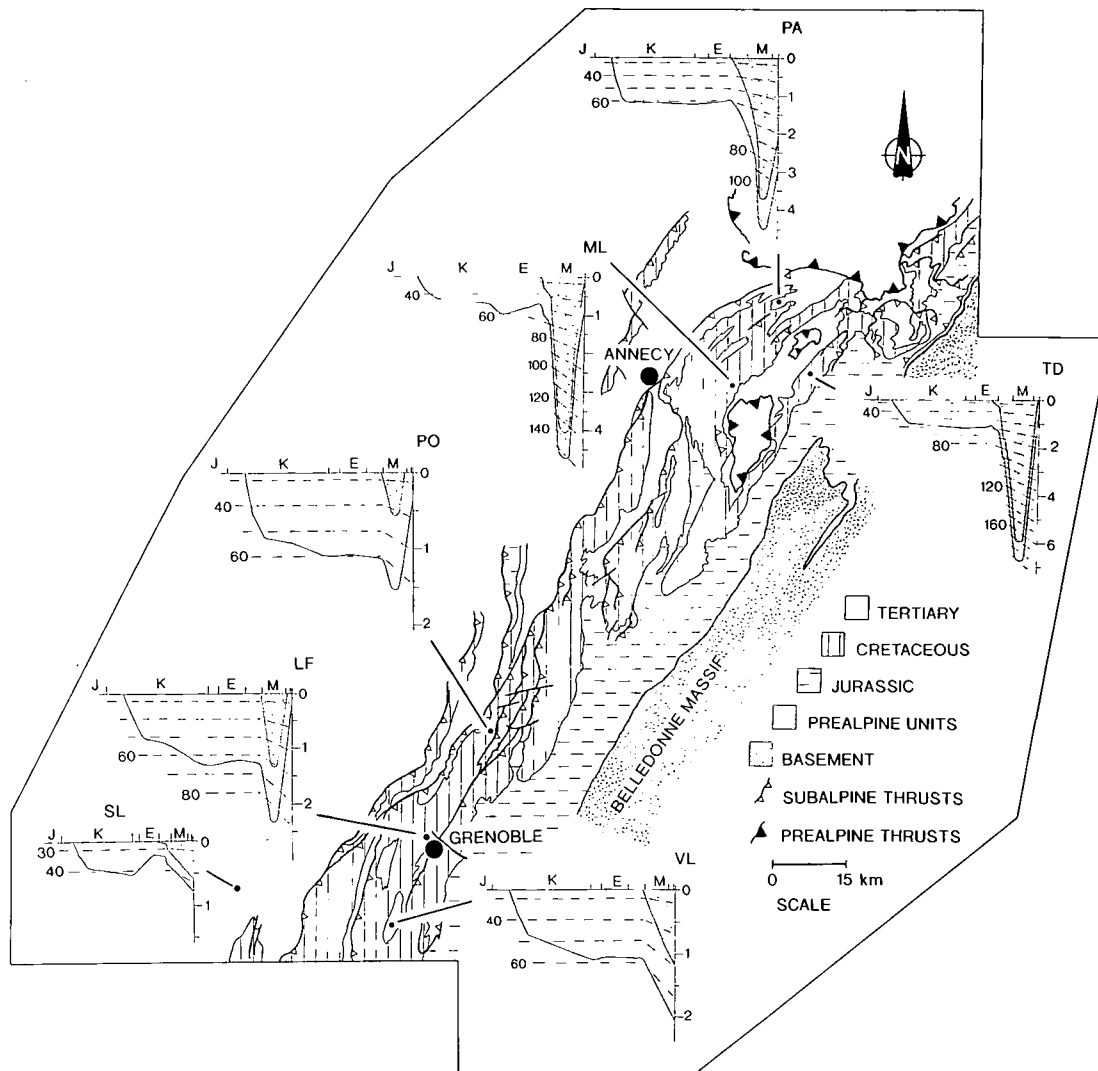 PA
J K E M
0
40
1
60
2
80
3
100
4
N
ML
J K E M
0
40
60
1
80
100
120
140
4
ANNECY
TD
J K E M
0
40
80
2
120
4
160
6
PO
J K E M
0
40
1
60
2
LF
J K E M
0
1
60
80
2
SL
J K E M
0
30
40
1
GRENOBLE
VL
J K E M
0
40
1
60
2
BELLEDONNE MASSIF
TERTIARY
CRETACEOUS
JURASSIC
PREALPINE UNITS
BASEMENT
SUBALPINE THRUSTS
PREALPINE THRUSTS
0 15 km
SCALE